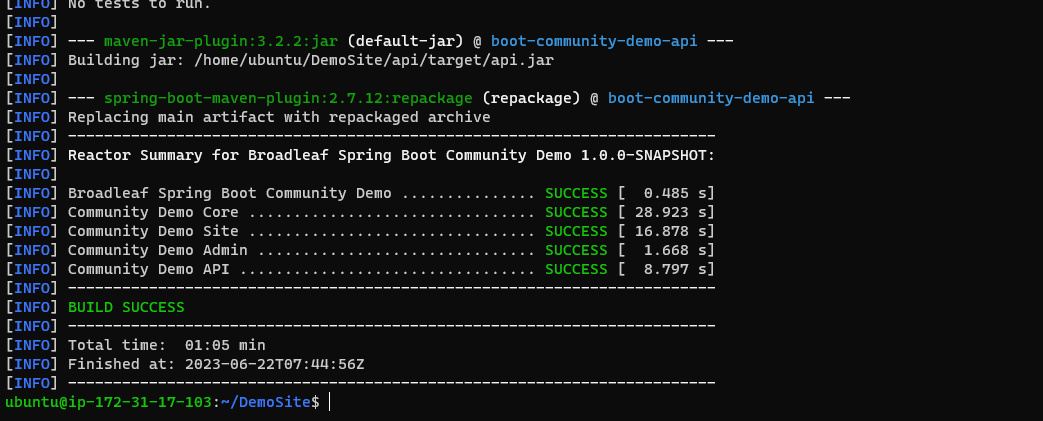 [INFO] No tests to run.
[INFO]
[INFO] --- maven-jar-plugin:3.2.2:jar (default-jar) @ boot-community-demo-api ---
[INFO] Building jar: /home/ubuntu/DemoSite/api/target/api.jar
[INFO]
[INFO] --- spring-boot-maven-plugin:2.7.12:repackage (repackage) @ boot-community-demo-api ---
[INFO] Replacing main artifact with repackaged archive
[INFO] ------------------------------------------------------------------------
[INFO] Reactor Summary for Broadleaf Spring Boot Community Demo 1.0.0-SNAPSHOT:
[INFO]
[INFO] Broadleaf Spring Boot Community Demo ............... SUCCESS [  0.485 s]
[INFO] Community Demo Core ................................ SUCCESS [ 28.923 s]
[INFO] Community Demo Site ................................ SUCCESS [ 16.878 s]
[INFO] Community Demo Admin ............................... SUCCESS [  1.668 s]
[INFO] Community Demo API ................................. SUCCESS [  8.797 s]
[INFO] ------------------------------------------------------------------------
[INFO] BUILD SUCCESS
[INFO] ------------------------------------------------------------------------
[INFO] Total time:  01:05 min
[INFO] Finished at: 2023-06-22T07:44:56Z
[INFO] ------------------------------------------------------------------------
ubuntu@ip-172-31-17-103:~/DemoSite$